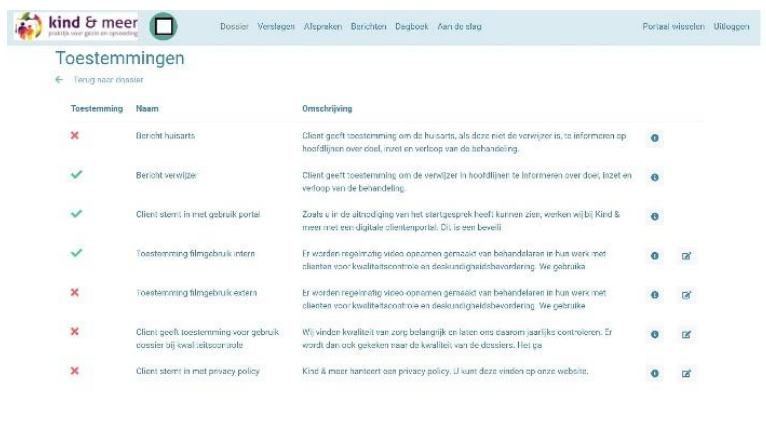 kind & meer
praktijk voor gezin en opvoeding
Dossier Verslagen Afspraken Berichten Dagboek Aan de slag
Portaal wisselen Uitloggen
Toestemmingen
Terug naar dossier
Toestemming Naam Omschrijving
Bericht huisarts
Client geeft toestemming om de huisarts, als deze niet de verwijzer is, te informeren op
hoofdlijnen over doel, inzet en verloop van de behandeling.
Bericht verwijzer
Client geeft toestemming om de verwijzer in hoofdlijnen te informeren over doel, inzet en
verloop van de behandeling.
Client stemt in met gebruik portal
Zoals u in de uitnodiging van het startgesprek heeft kunnen zien, werken wij bij Kind &
meer met een digitale clientenportal. Dit is een beveili
Toestemming filmgebruik intern
Er worden regelmatig video opnamen gemaakt van behandelaren in hun werk met
clienten voor kwaliteitscontrole en deskundigheidsbevordering. We gebruike
Toestemming filmgebruik extern
Er worden regelmatig video-opnamen gemaakt van behandelaren in hun werk met
clienten voor kwaliteitscontrole en deskundigheidsbevordering. We gebruike
Client geeft toestemming voor gebruik
dossier bij kwaliteitscontrole
Wij vinden kwaliteit van zorg belangrijk en laten ons daarom jaarlijks controleren. Er
wordt dan ook gekeken naar de kwaliteit van de dossiers. Het ga
Client stemt in met privacy policy
Kind & meer hanteert een privacy policy. U kunt deze vinden op onze website.